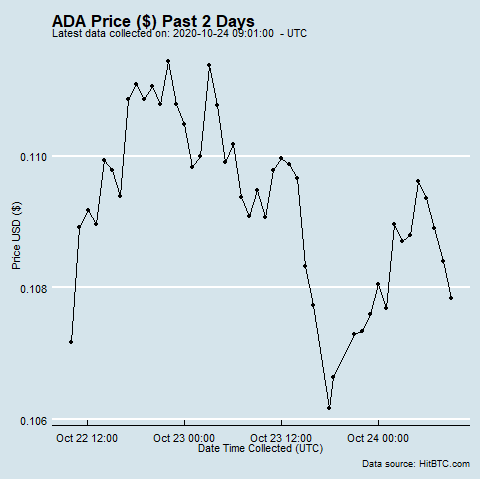 ADA Price ($) Past 2 Days
Latest data collected on: 2020-10-24 09:01:00 - UTC
0.110
0.108
0.106
Price USD ($)
Oct 22 12:00 Oct 23 00:00 Oct 23 12:00 Oct 24 00:00
Date Time Collected (UTC)
Data source: HitBTC.com